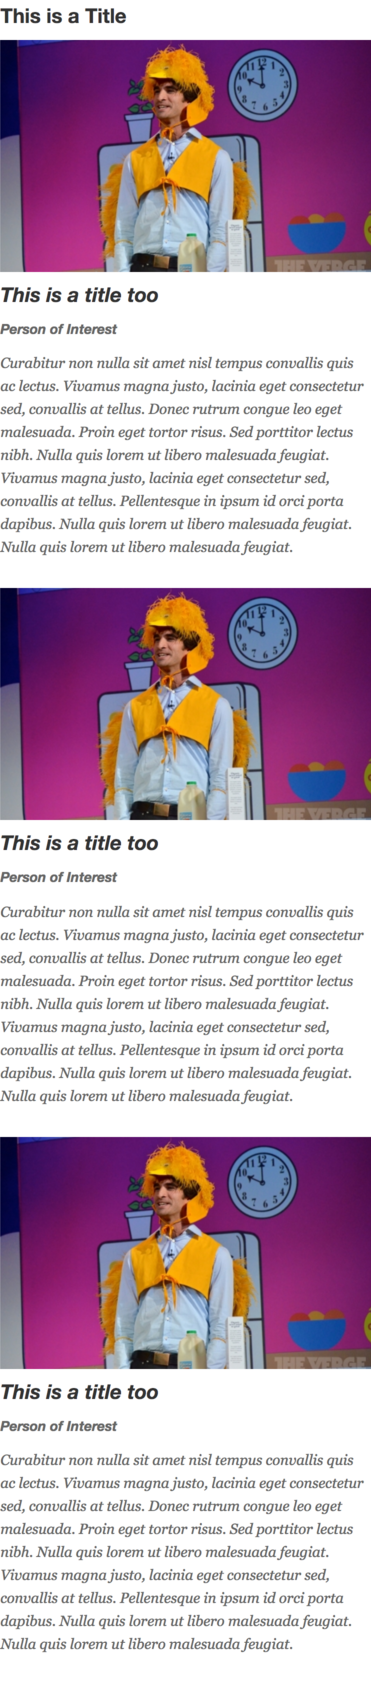 This is a Title
THE VERGE
This is a title too
Person of Interest
Curabitur non nulla sit amet nisl tempus convallis quis
ac lectus. Vivamus magna justo, lacinia eget consectetur
sed, convallis at tellus. Donec rutrum congue leo eget
malesuada. Proin eget tortor risus. Sed porttitor lectus
nibh. Nulla quis lorem ut libero malesuada feugiat.
Vivamus magna justo, lacinia eget consectetur sed,
convallis at tellus. Pellentesque in ipsum id orci porta
dapibus. Nulla quis lorem ut libero malesuada feugiat.
Nulla quis lorem ut libero malesuada feugiat.
THE VERGE
This is a title too
Person of Interest
Curabitur non nulla sit amet nisl tempus convallis quis
ac lectus. Vivamus magna justo, lacinia eget consectetur
sed, convallis at tellus. Donec rutrum congue leo eget
malesuada. Proin eget tortor risus. Sed porttitor lectus
nibh. Nulla quis lorem ut libero malesuada feugiat.
Vivamus magna justo, lacinia eget consectetur sed,
convallis at tellus. Pellentesque in ipsum id orci porta
dapibus. Nulla quis lorem ut libero malesuada feugiat.
Nulla quis lorem ut libero malesuada feugiat.
THE VERGE
This is a title too
Person of Interest
Curabitur non nulla sit amet nisl tempus convallis quis
ac lectus. Vivamus magna justo, lacinia eget consectetur
sed, convallis at tellus. Donec rutrum congue leo eget
malesuada. Proin eget tortor risus. Sed porttitor lectus
nibh. Nulla quis lorem ut libero malesuada feugiat.
Vivamus magna justo, lacinia eget consectetur sed,
convallis at tellus. Pellentesque in ipsum id orci porta
dapibus. Nulla quis lorem ut libero malesuada feugiat.
Nulla quis lorem ut libero malesuada feugiat.